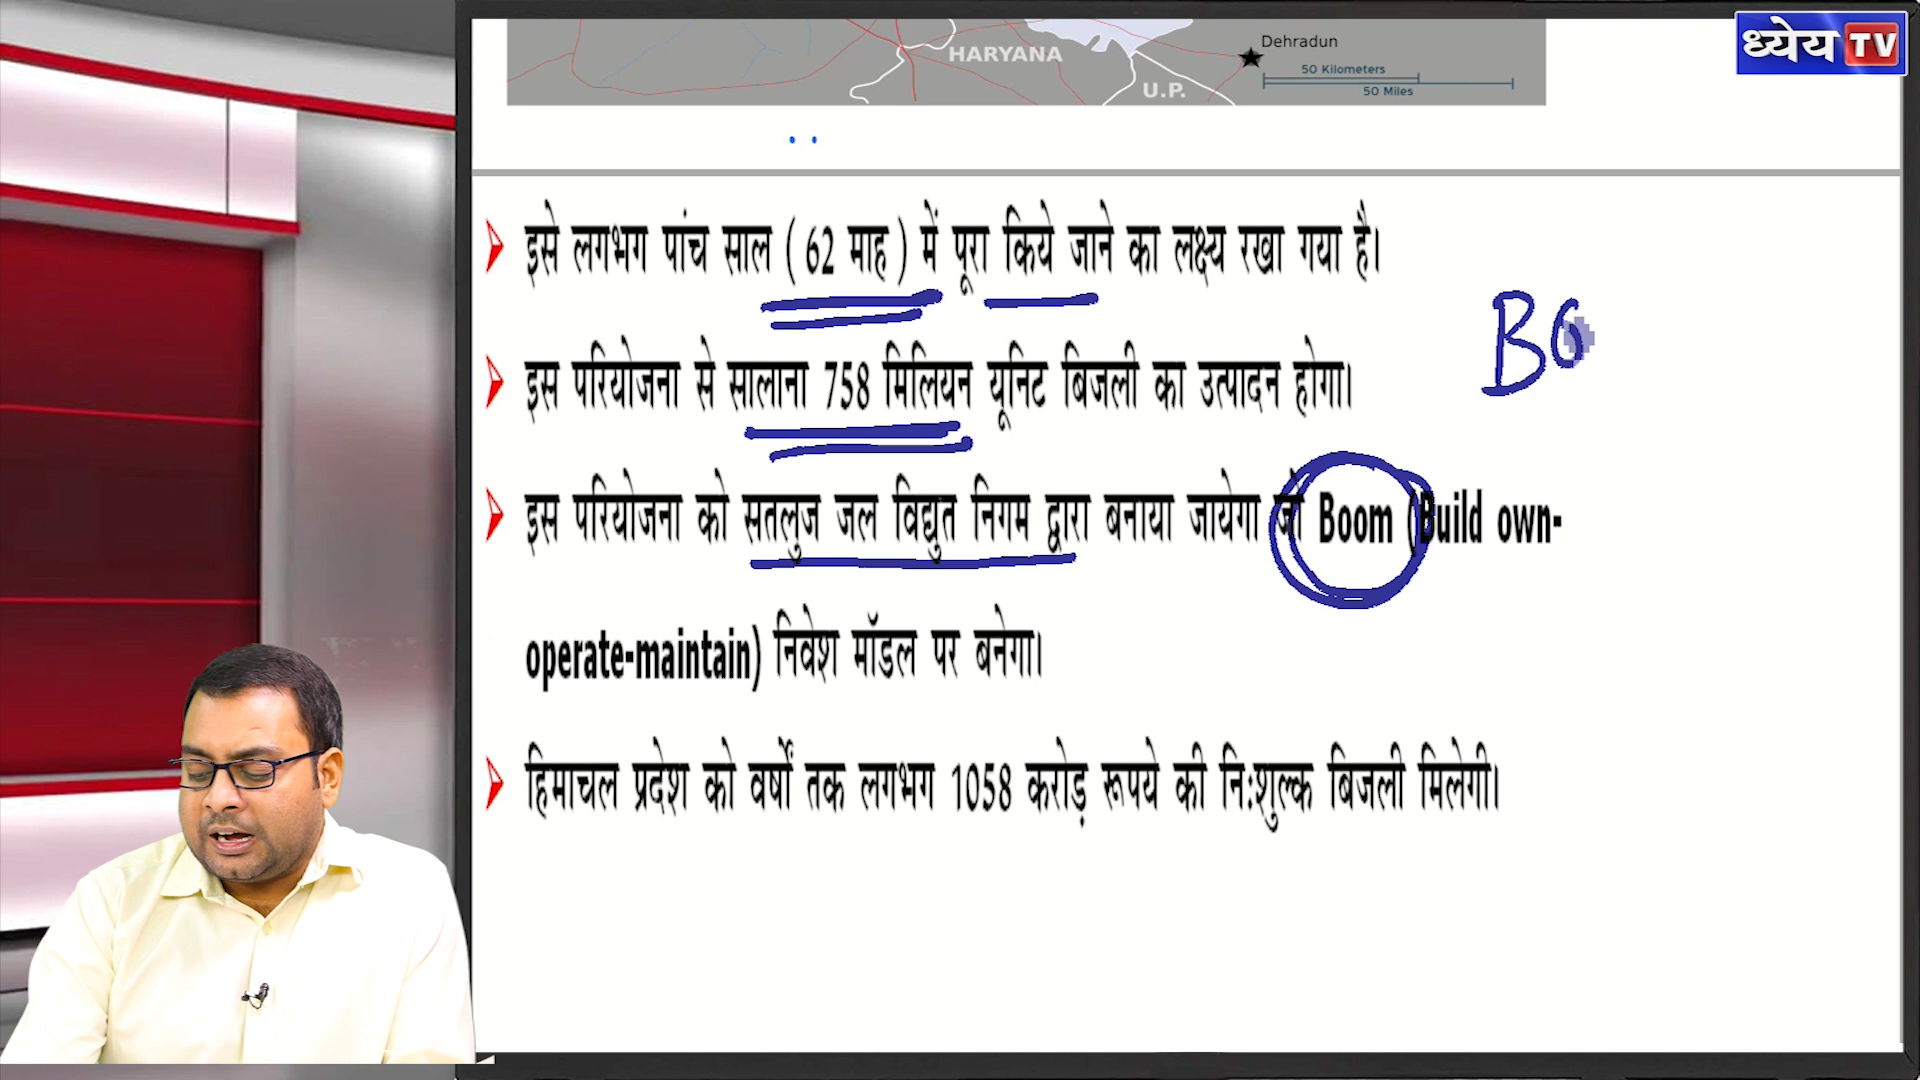 HARYANA
U.P.
Dehradun
50 Kilometers
50 Miles
ध्येय TV
इसे लगभग पांच साल (62 माह) में पूरा किये जाने का लक्ष्य रखा गया है।
BO
इस परियोजना से सालाना 758 मिलियन यूनिट बिजली का उत्पादन होगा।
इस परियोजना को सतलुज जल विद्युत निगम द्वारा बनाया जायेगा जो Boom (Build own-
operate-maintain) निवेश मॉडल पर बनेगा।
हिमाचल प्रदेश को वर्षों तक लगभग 1058 करोड़ रूपये की नि:शुल्क बिजली मिलेगी।